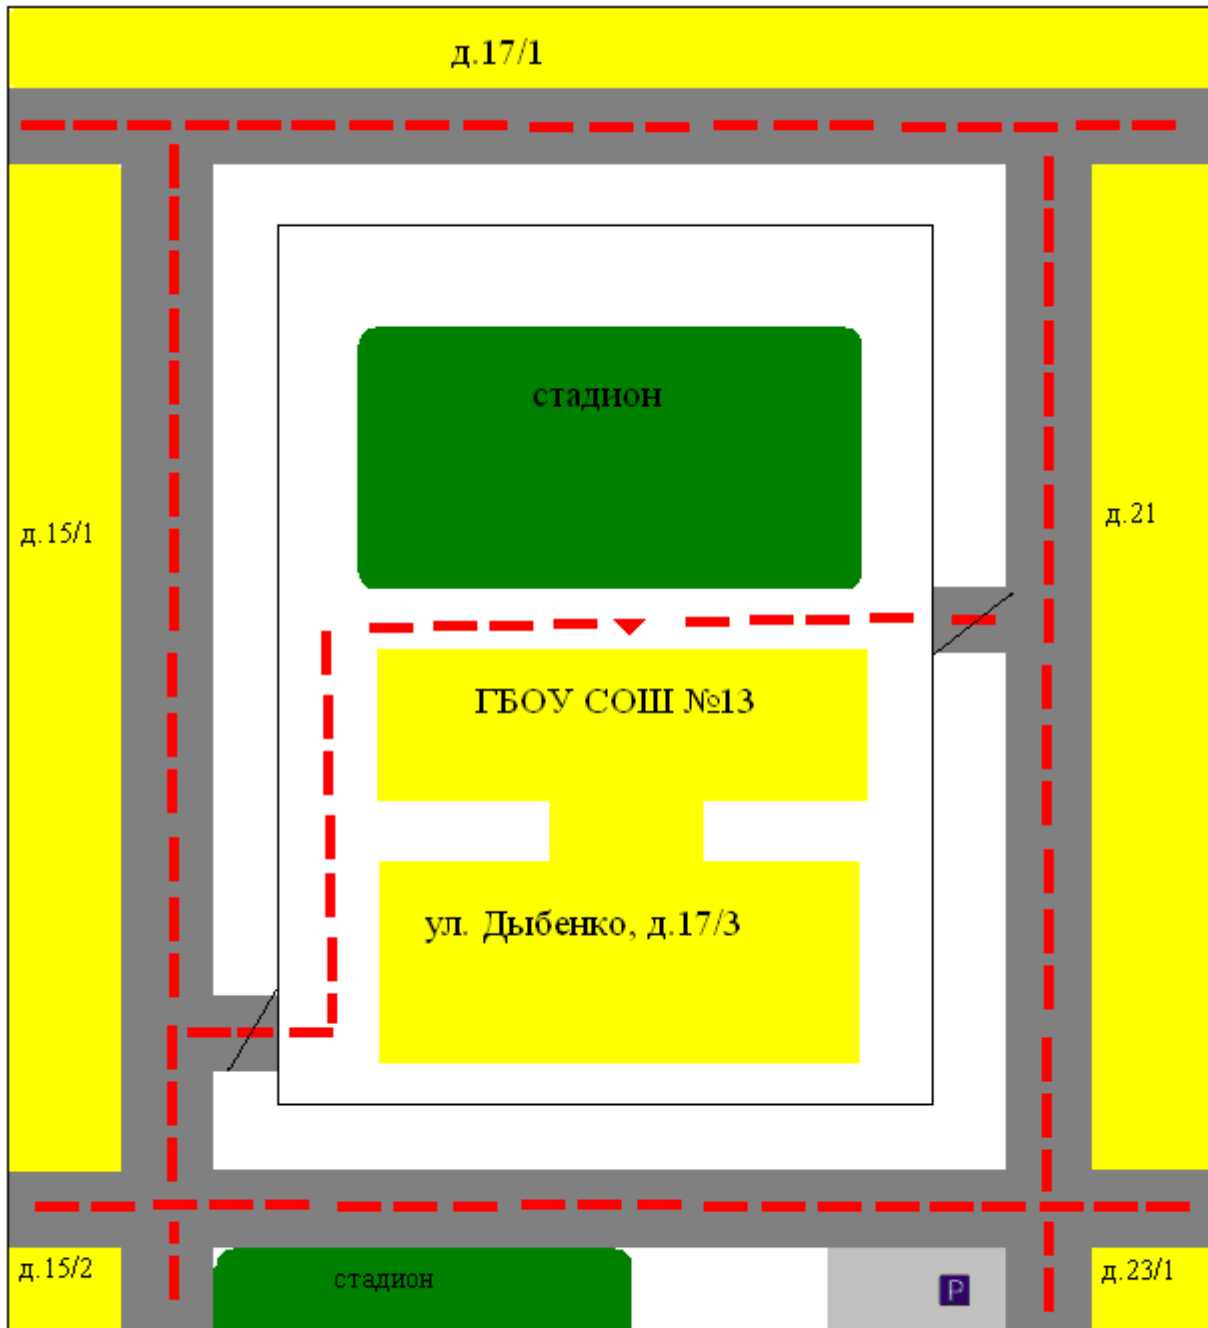 д.17/1
стадион
д.15/1
д.21
ГБОУ СОШ №13
ул. Дыбенко, д.17/3
д.15/2
стадион
P
д.23/1